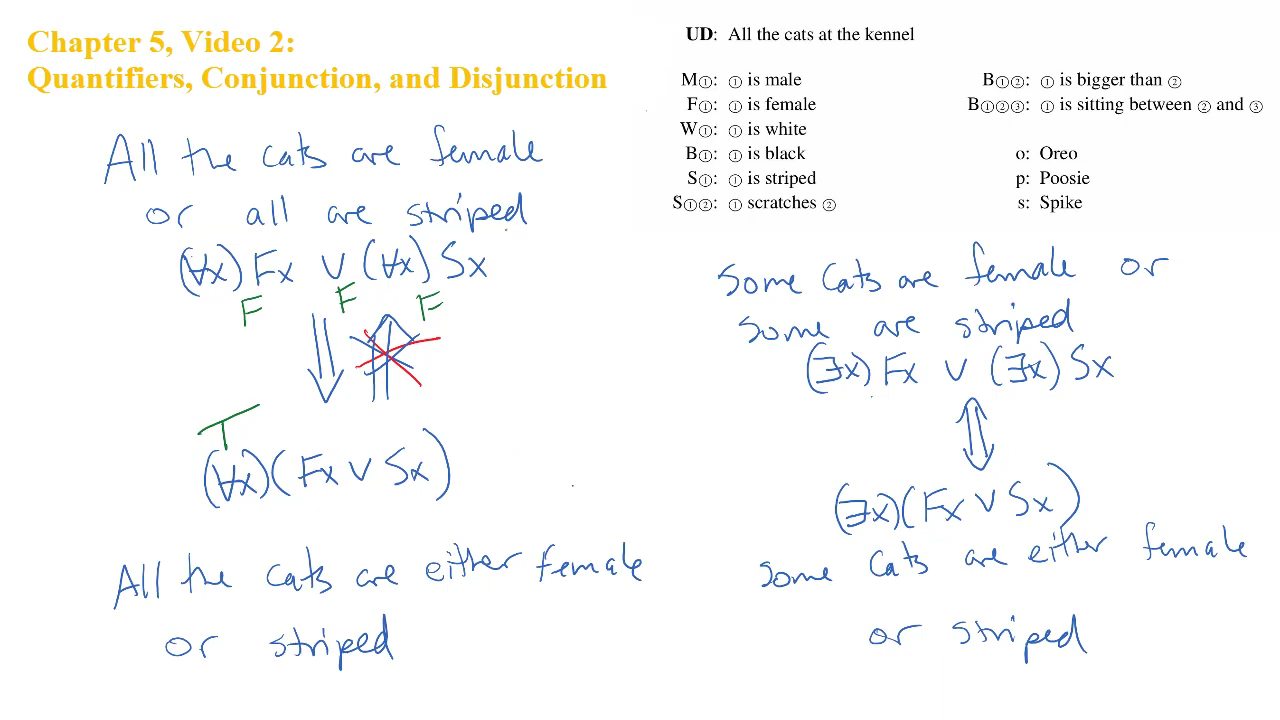 Chapter 5, Video 2:
Quantifiers, Conjunction, and Disjunction
UD: All the cats at the kennel
M①: ① is male
F①: ① is female
W①: ① is white
B①: ① is black
S①: ① is striped
S①②: ① scratches ②
B①②: ① is bigger than ②
B①②③: ① is sitting between ② and ③
o: Oreo
p: Poosie
s: Spike
All the cats are female
or all are striped
(∀x) Fx ∨ (∀x) Sx
F F F
T
(∀x)(Fx ∨ Sx)
All the cats are either female
or striped
Some cats are female or
some are striped
(∃x) Fx ∨ (∃x) Sx
(∃x)(Fx ∨ Sx)
Some cats are either female
or striped